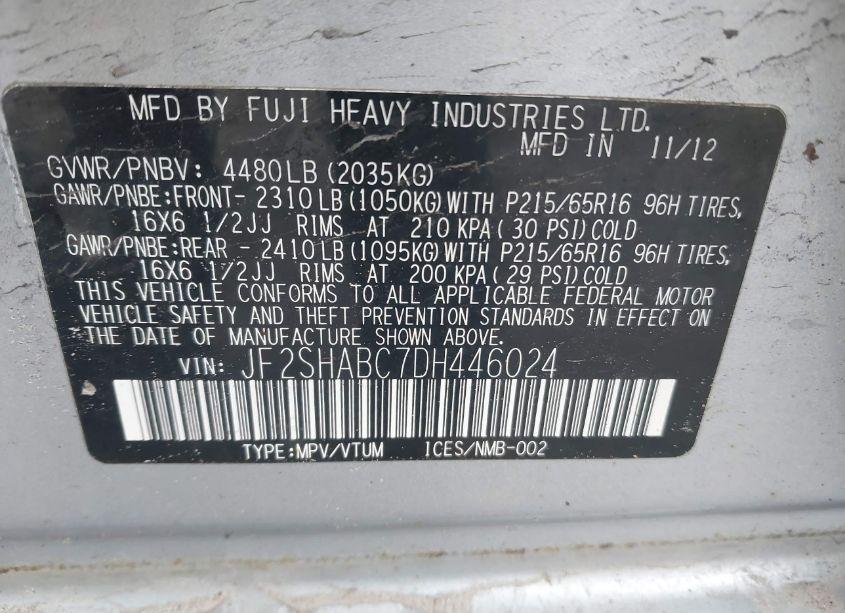 MFD BY FUJI HEAVY INDUSTRIES LTD.
MFD IN 11/12
GVWR/PNBV: 4480LB (2035KG)
GAWR/PNBE:FRONT- 2310 LB (1050KG) WITH P215/65R16 96H TIRES,
16X6 1/2JJ RIMS AT 210 KPA ( 30 PSI) COLD
GAWR/PNBE:REAR - 2410 LB (1095KG) WITH P215/65R16 96H TIRES,
16X6 1/2JJ RIMS AT 200 KPA ( 29 PSI) COLD
THIS VEHICLE CONFORMS TO ALL APPLICABLE FEDERAL MOTOR
VEHICLE SAFETY AND THEFT PREVENTION STANDARDS IN EFFECT ON
THE DATE OF MANUFACTURE SHOWN ABOVE.
VIN: JF2SHABC7DH446024
TYPE:MPV/VTUM ICES/NMB-002